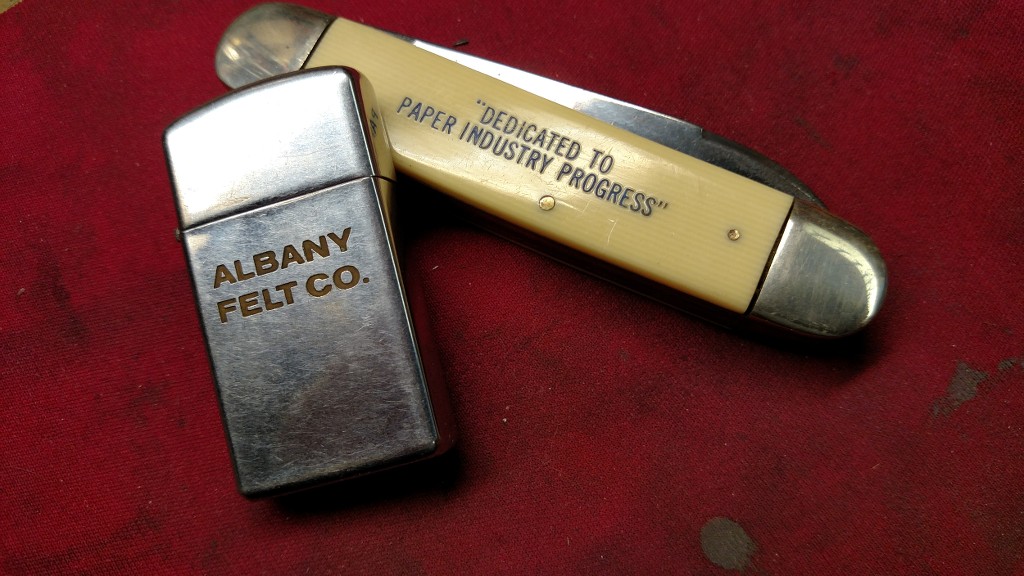 ALBANY
FELT CO.
"DEDICATED TO
PAPER INDUSTRY PROGRESS"